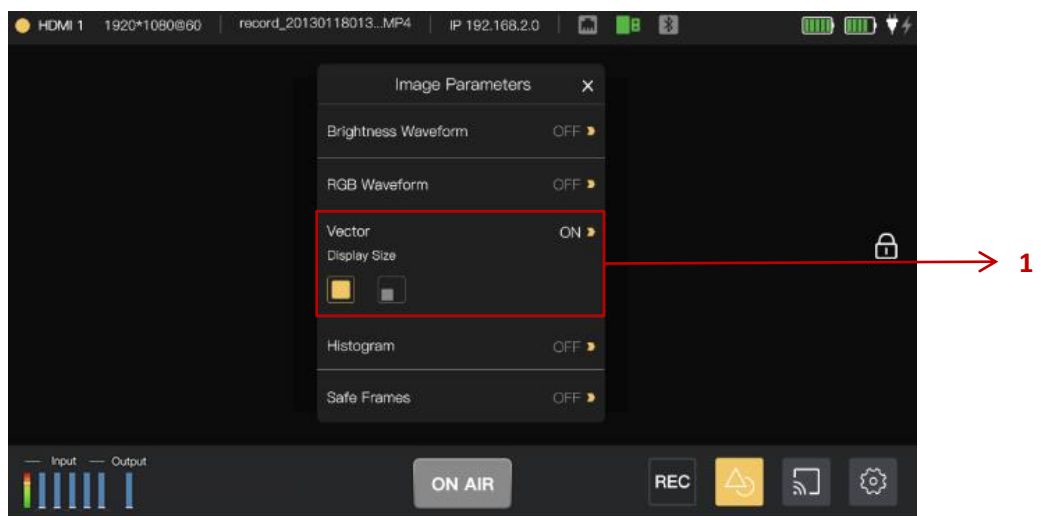 HDMI 1 1920*1080@60 record_20130118013...MP4 IP 192.168.2.0 8
Image Parameters
Brightness Waveform OFF
RGB Waveform OFF
Vector ON
Display Size
1
Histogram OFF
Safe Frames OFF
Input Output
ON AIR REC